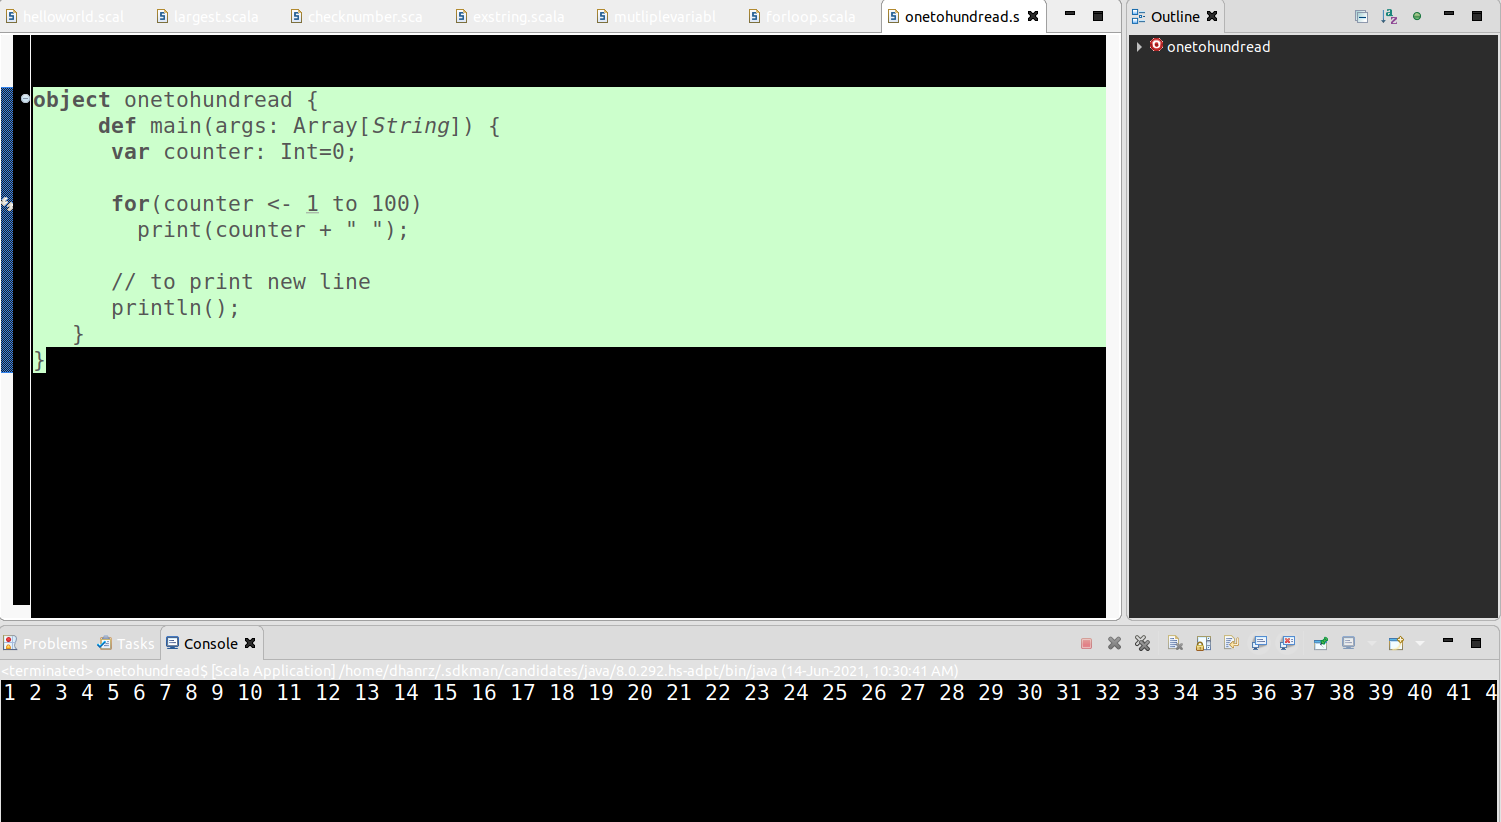 helloworld.scal largest.scala checknumber.sca exstring.scala mutliplevariabl forloop.scala onetohundread.s Outline
onetohundread
object onetohundread {
def main(args: Array[String]) {
var counter: Int=0;
for(counter <- 1 to 100)
print(counter + " ");
// to print new line
println();
}
}
Problems Tasks Console
<terminated> onetohundread$ [Scala Application] /home/dhanrz/.sdkman/candidates/java/8.0.292.hs-adpt/bin/java (14-Jun-2021, 10:30:41 AM)
1 2 3 4 5 6 7 8 9 10 11 12 13 14 15 16 17 18 19 20 21 22 23 24 25 26 27 28 29 30 31 32 33 34 35 36 37 38 39 40 41 4